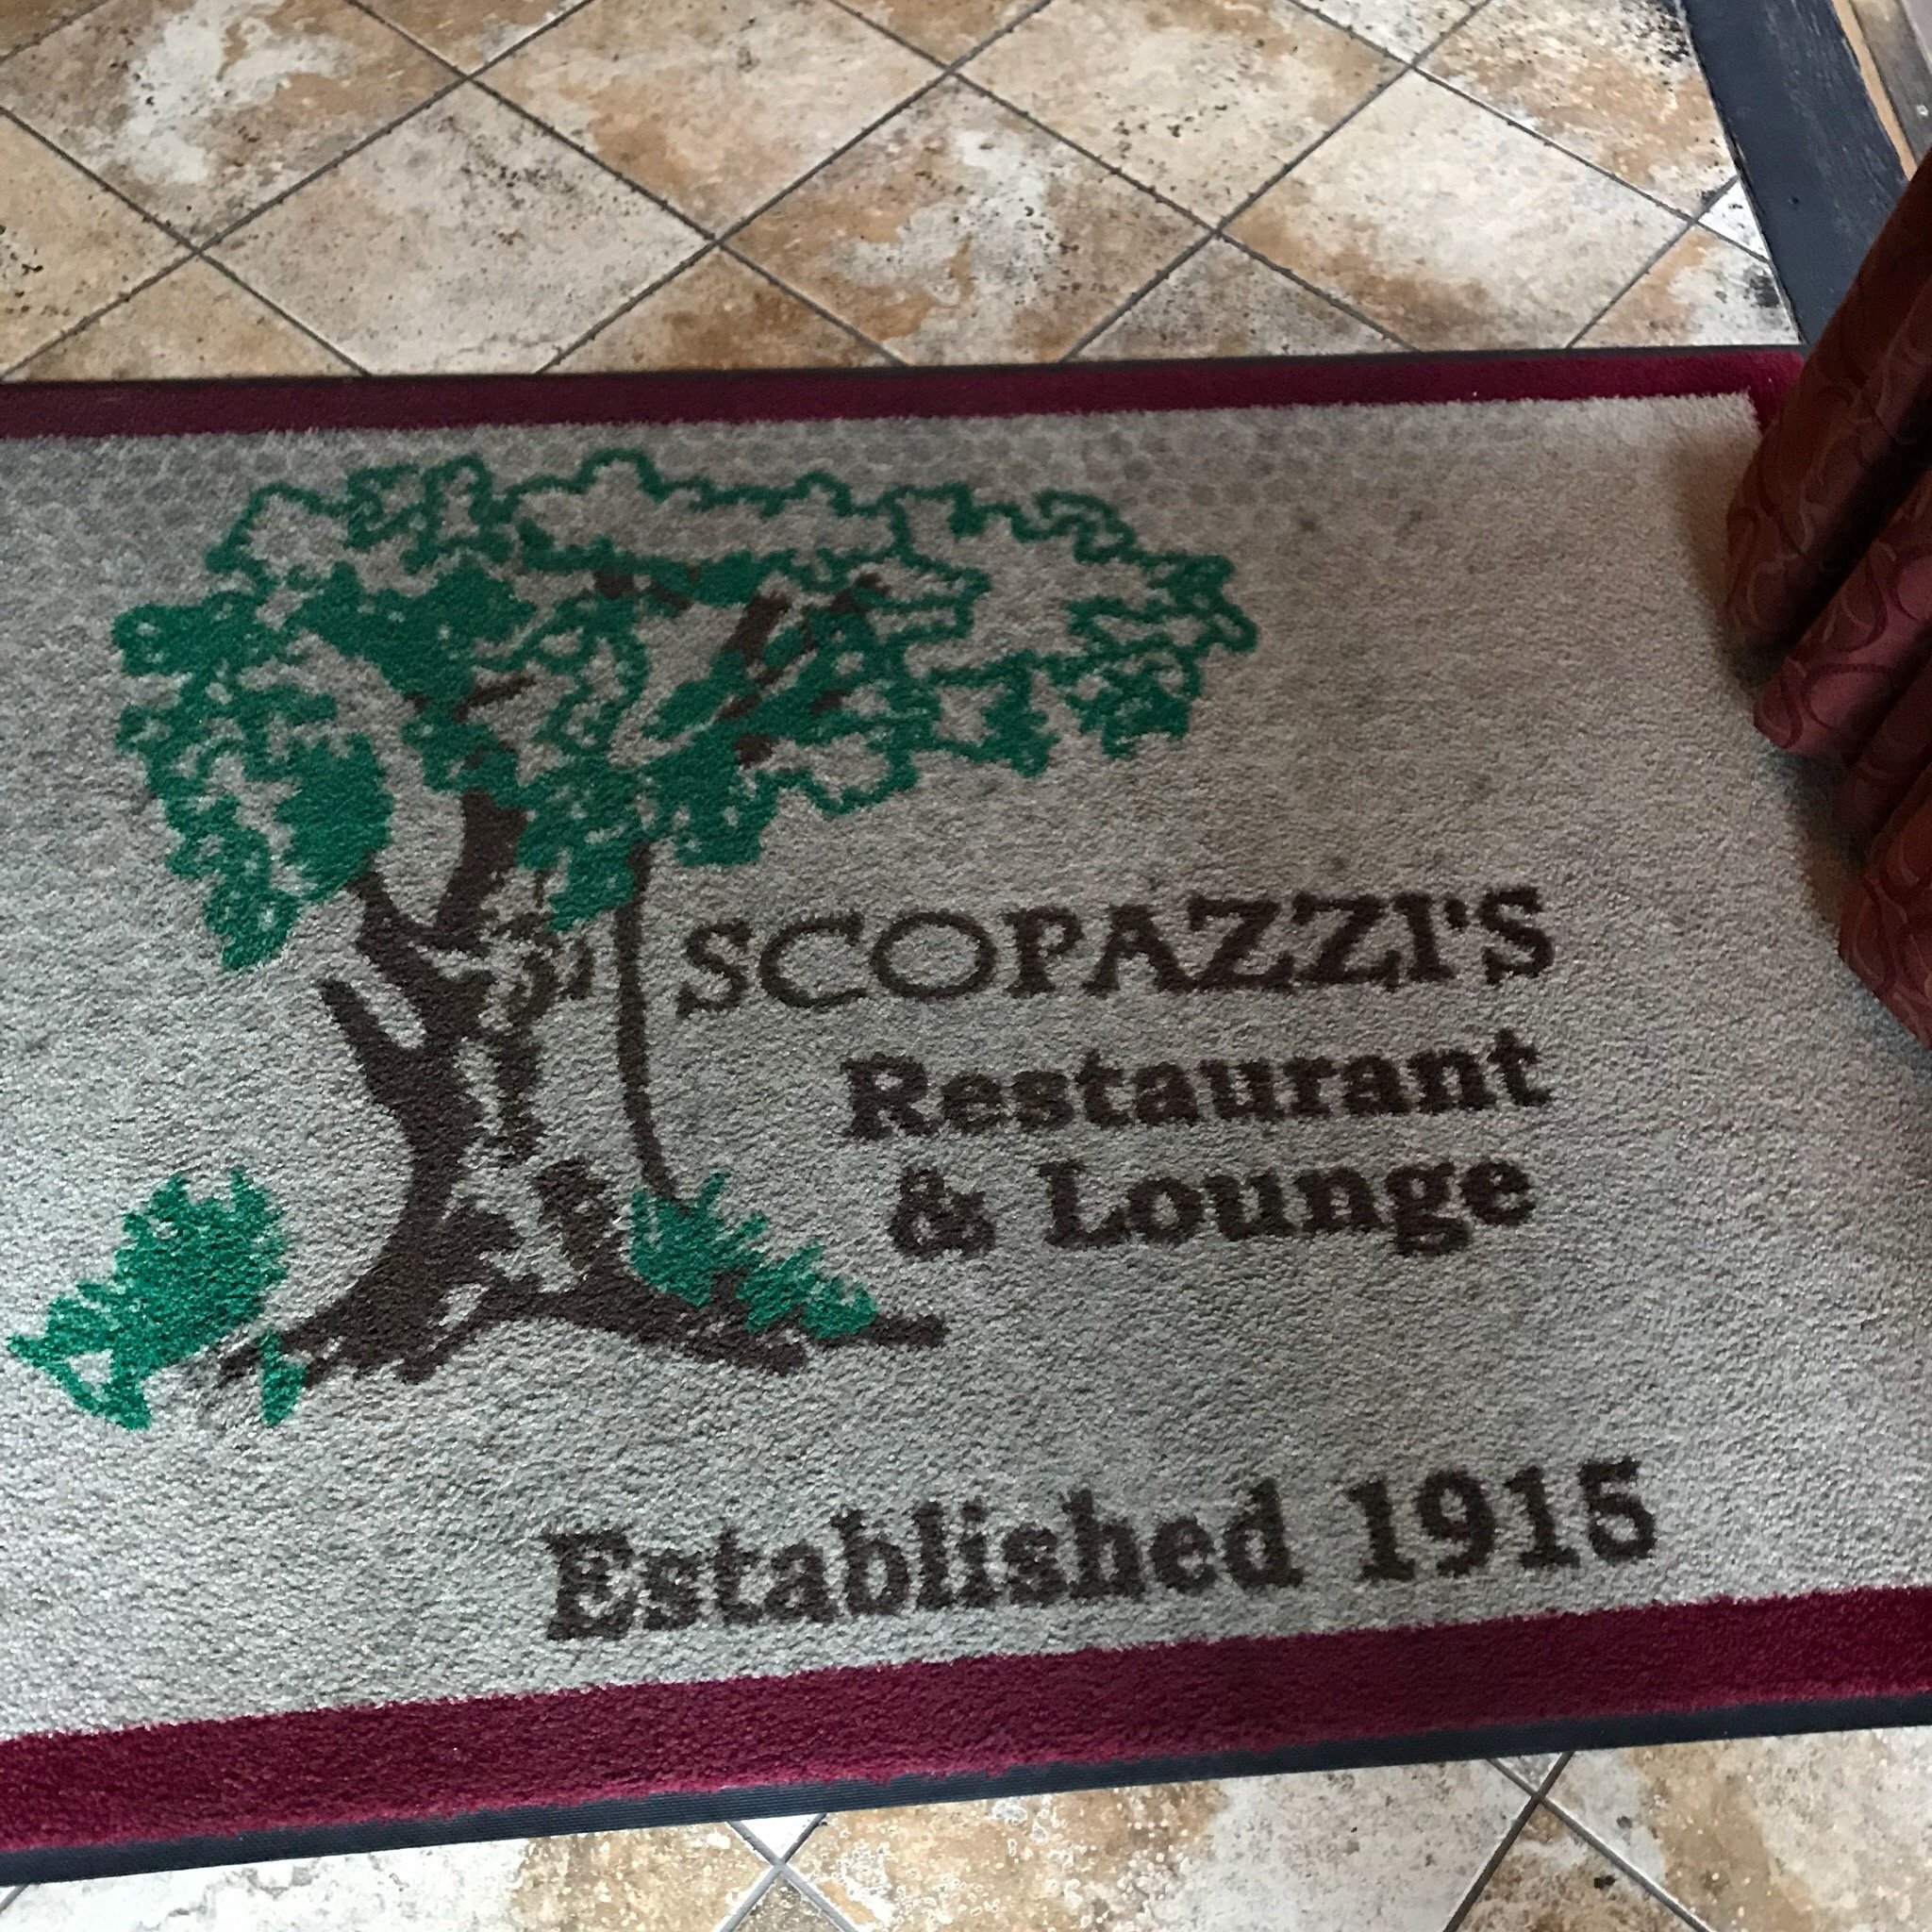 SCOPAZZI'S
Restaurant
& Lounge
Established 1915